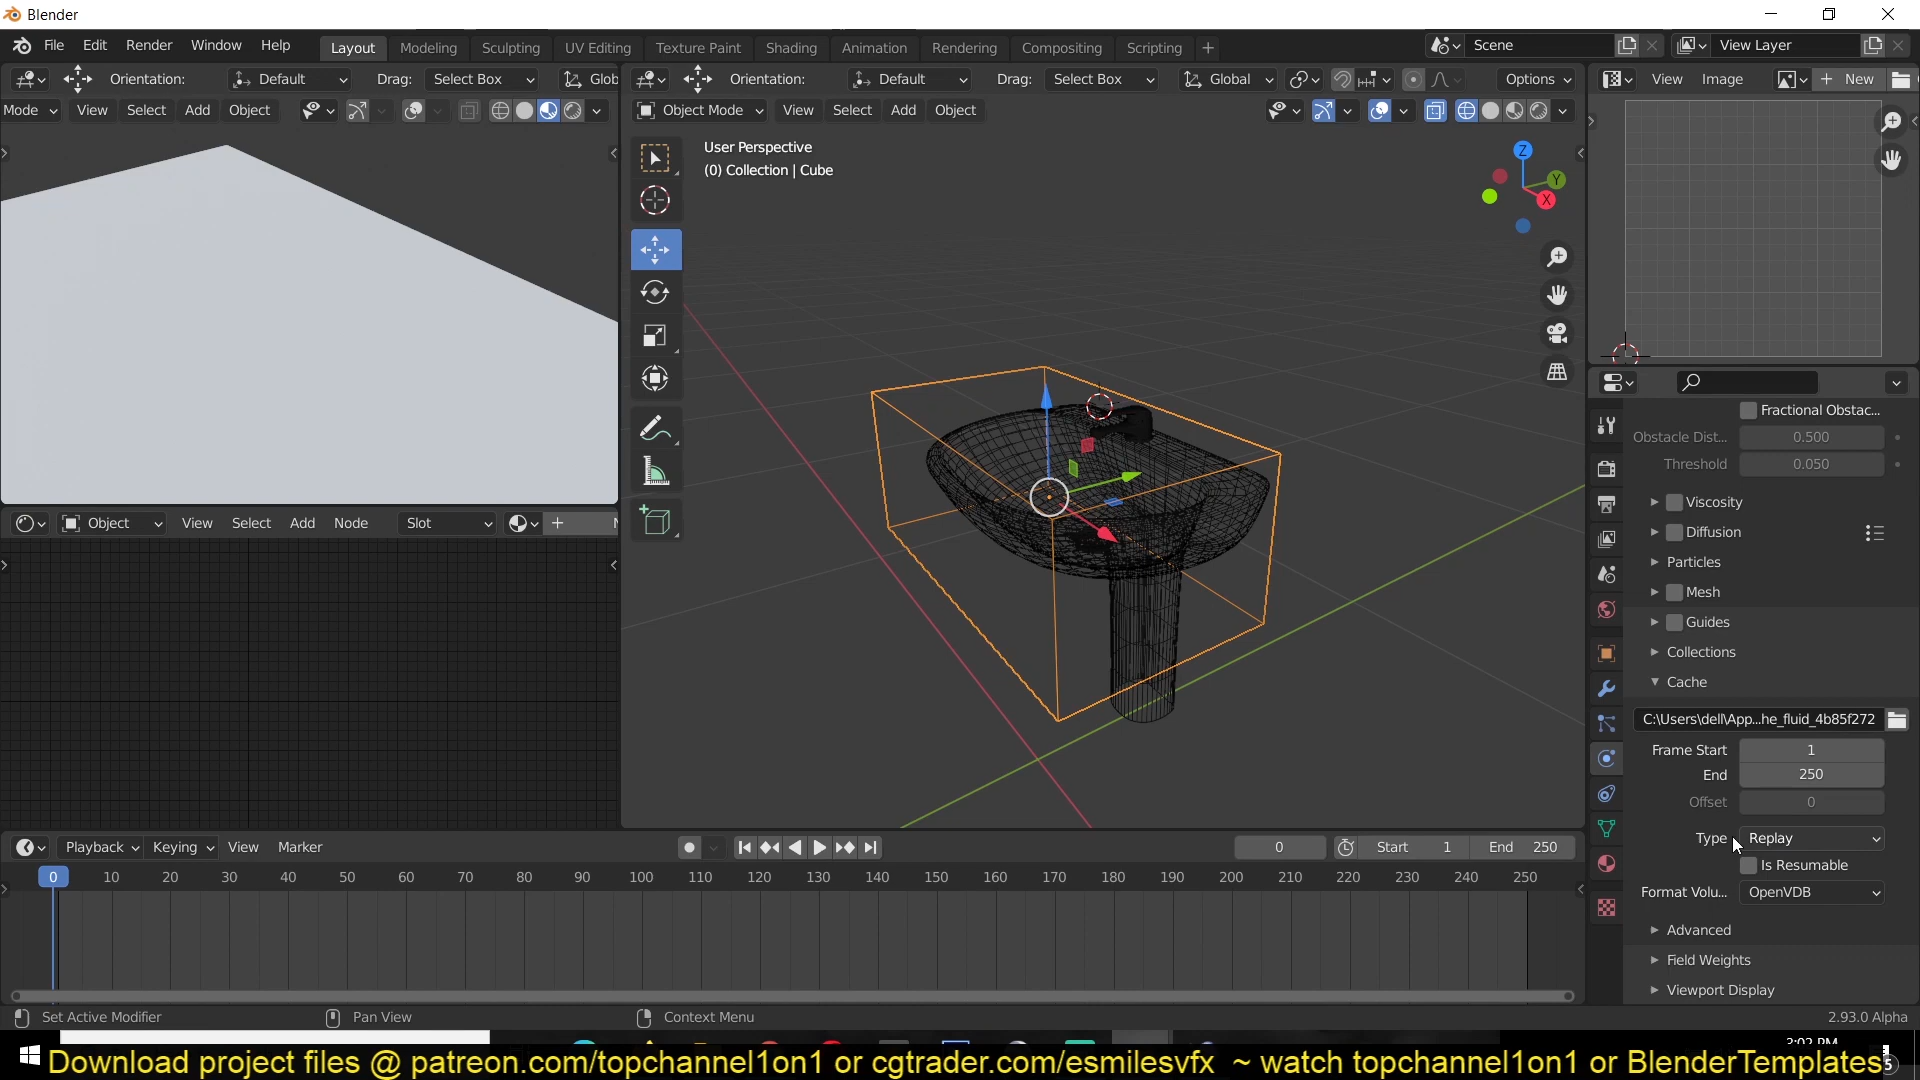 Blender
File Edit Render Window Help
Layout Modeling Sculpting UV Editing Texture Paint Shading Animation Rendering Compositing Scripting +
Scene
View Layer
Orientation: Default Drag: Select Box Glob
Orientation: Default Drag: Select Box Global Options
View Image New
Mode View Select Add Object
Object Mode View Select Add Object
User Perspective
(0) Collection | Cube
Z
Y
X
Fractional Obstac...
Obstacle Dist... 0.500
Threshold 0.050
Viscosity
Diffusion
Particles
Mesh
Guides
Collections
Cache
C:\Users\dell\App...he_fluid_4b85f272
Frame Start 1
End 250
Offset 0
Type Replay
Is Resumable
Format Volu... OpenVDB
Advanced
Field Weights
Viewport Display
Object View Select Add Node Slot
Playback Keying View Marker
0 Start 1 End 250
0 10 20 30 40 50 60 70 80 90 100 110 120 130 140 150 160 170 180 190 200 210 220 230 240 250
Set Active Modifier Pan View Context Menu 2.93.0 Alpha
Download project files @ patreon.com/topchannel1on1 or cgtrader.com/esmilesvfx ~ watch topchannel1on1 or BlenderTemplates